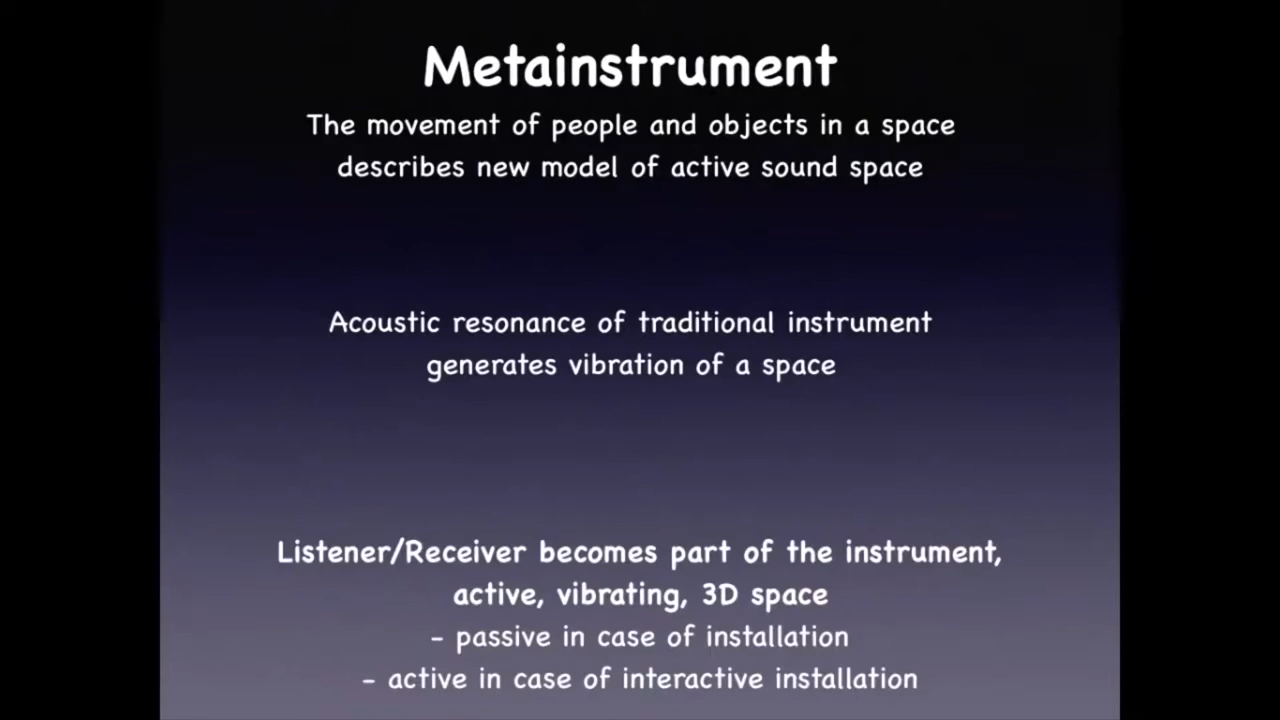 Metainstrument
The movement of people and objects in a space
describes new model of active sound space
Acoustic resonance of traditional instrument
generates vibration of a space
Listener/Receiver becomes part of the instrument,
active, vibrating, 3D space
- passive in case of installation
- active in case of interactive installation